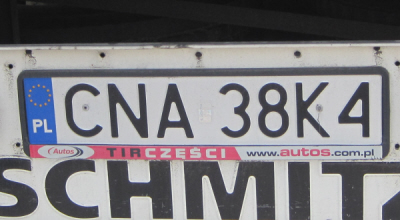 PL CNA 38K4
Autos TIRCZĘŚCI www.autos.com.pl
SCHMITZ